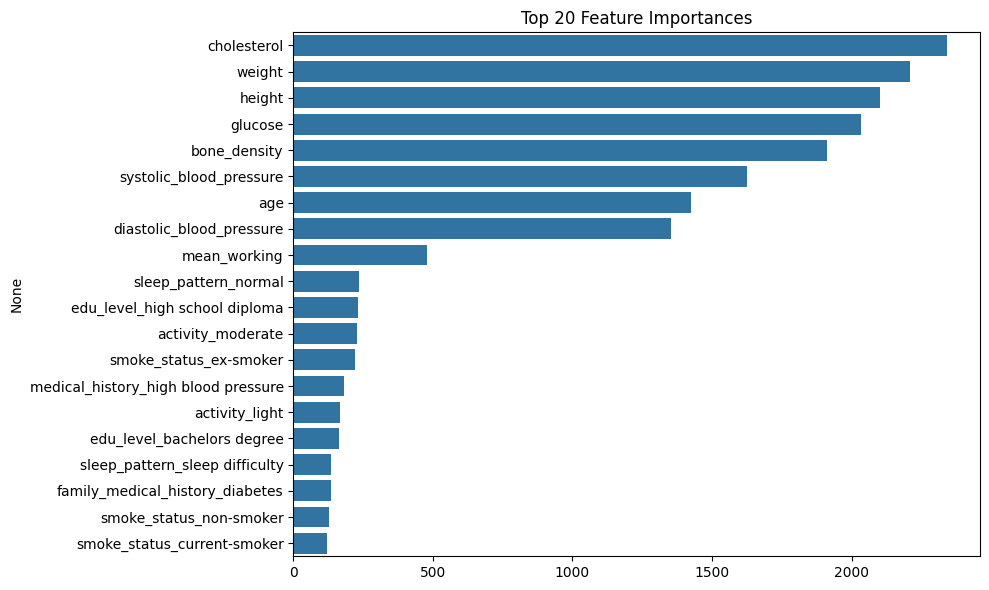 Top 20 Feature Importances
cholesterol
weight
height
glucose
bone_density
systolic_blood_pressure
age
diastolic_blood_pressure
mean_working
sleep_pattern_normal
edu_level_high school diploma
activity_moderate
smoke_status_ex-smoker
medical_history_high blood pressure
activity_light
edu_level_bachelors degree
sleep_pattern_sleep difficulty
family_medical_history_diabetes
smoke_status_non-smoker
smoke_status_current-smoker
None
0 500 1000 1500 2000